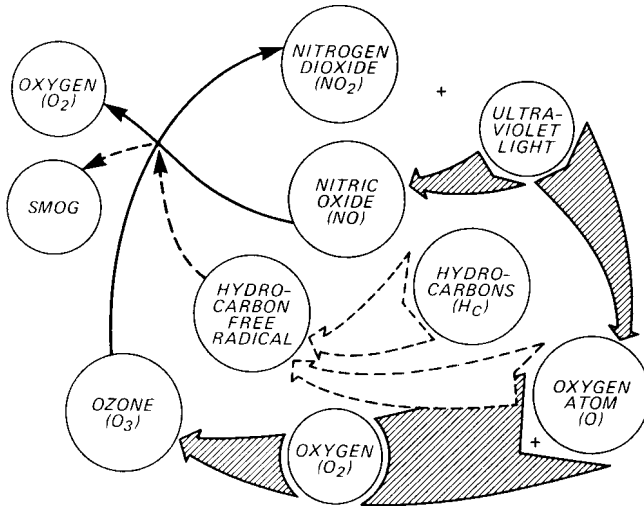 NITROGEN
DIOXIDE
(NO₂)
+
OXYGEN
(O₂)
ULTRA-
VIOLET
LIGHT
SMOG
NITRIC
OXIDE
(NO)
HYDRO-
CARBON
FREE
RADICAL
HYDRO-
CARBONS
(H_C)
OZONE
(O₃)
OXYGEN
ATOM
(O)
+
OXYGEN
(O₂)